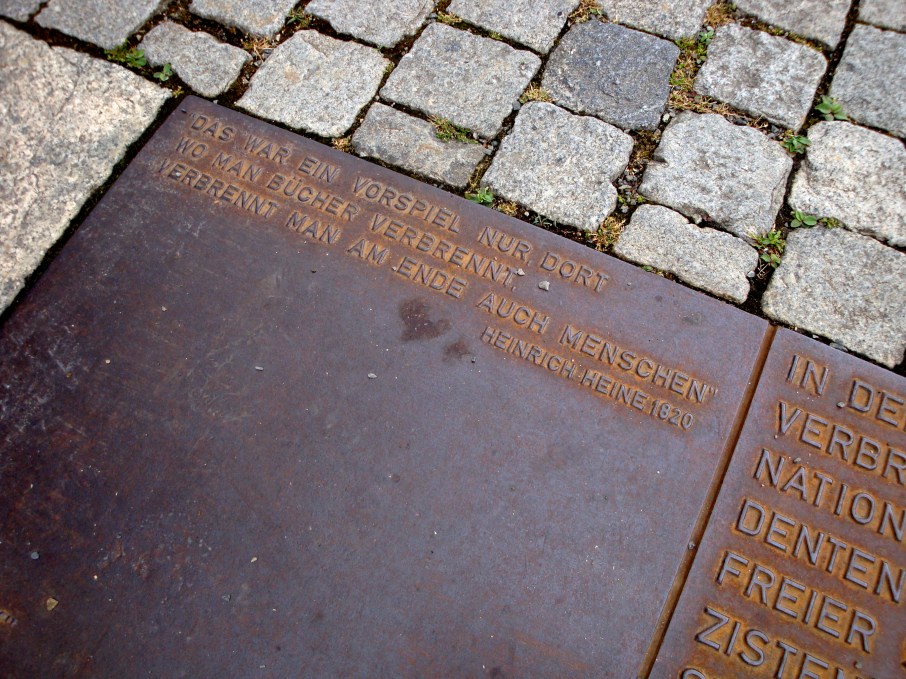 DAS WAR EIN VORSPIEL NUR, DORT
WO MAN BÜCHER VERBRENNT,
VERBRENNT MAN AM ENDE AUCH MENSCHEN"
HEINRICH HEINE 1820
IN DE
VERBR
NATION
DENTEN
FREIER
ZISTEN